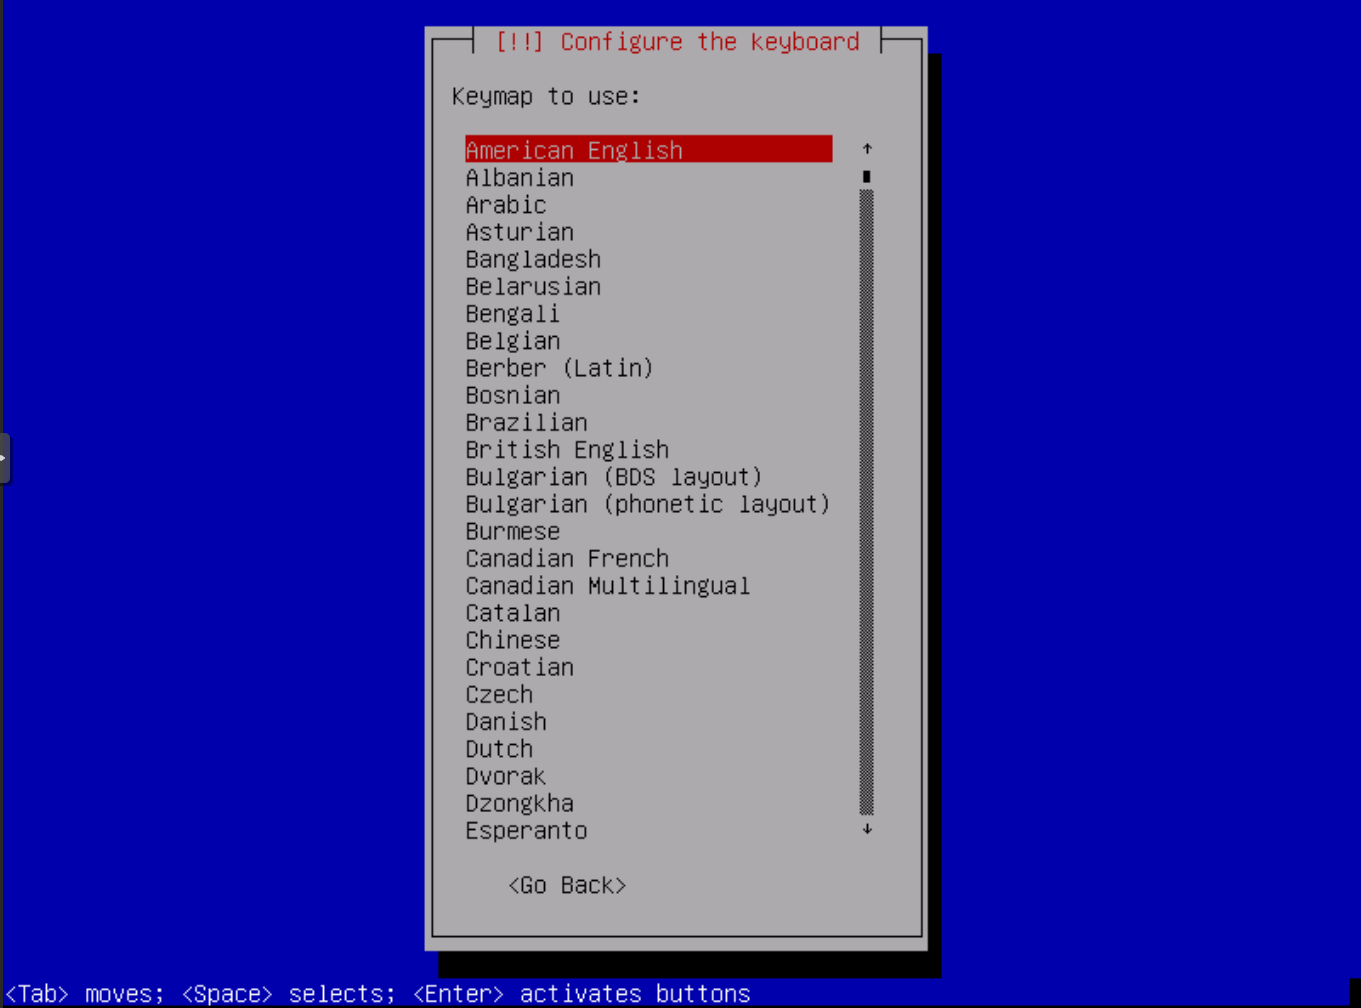 [!!] Configure the keyboard
Keymap to use:
American English
Albanian
Arabic
Asturian
Bangladesh
Belarusian
Bengali
Belgian
Berber (Latin)
Bosnian
Brazilian
British English
Bulgarian (BDS layout)
Bulgarian (phonetic layout)
Burmese
Canadian French
Canadian Multilingual
Catalan
Chinese
Croatian
Czech
Danish
Dutch
Dvorak
Dzongkha
Esperanto
<Go Back>
<Tab> moves; <Space> selects; <Enter> activates buttons